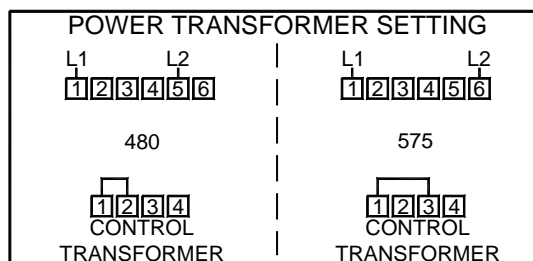 POWER TRANSFORMER SETTING
L1 L2
1 2 3 4 5 6
480
1 2 3 4
CONTROL
TRANSFORMER
L1 L2
1 2 3 4 5 6
575
1 2 3 4
CONTROL
TRANSFORMER